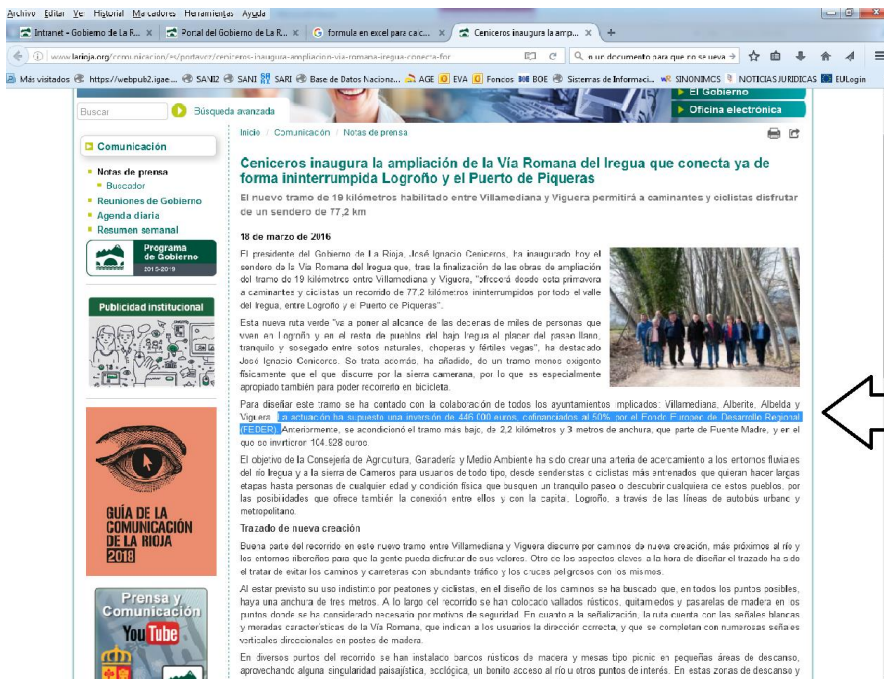 Archivo Editar Ver Historial Marcadores Herramientas Ayuda
Intranet - Gobierno de La R... × Portal del Gobierno de La R... × formula en excel para ca c... × Ceniceros inaugura la amp... × +
www.larioja.org/comunicacion/es/portavoz/ceniceros-inaugura-ampliacion-via-romana-iregua-conecta-for
Más visitados https://webpub2.igae.... SANI2 SANI SARI Base de Datos Naciona... AGE EVA Fondos BOE Sistemas de Informaci... SINONIMOS NOTICIAS JURIDICAS EULogin
El Gobierno
Oficina electrónica
Buscar Búsqueda avanzada
Inicio / Comunicación / Notas de prensa
Comunicación
Notas de prensa
Buscador
Reuniones de Gobierno
Agenda diaria
Resumen semanal
Programa
de Gobierno
2015-2019
Publicidad institucional
GUÍA DE LA
COMUNICACIÓN
DE LA RIOJA
2018
Prensa y
Comunicación
You Tube
Ceniceros inaugura la ampliación de la Vía Romana del Iregua que conecta ya de
forma ininterrumpida Logroño y el Puerto de Piqueras
El nuevo tramo de 19 kilómetros habilitado entre Villamediana y Viguera permitirá a caminantes y ciclistas disfrutar
de un sendero de 77,2 km
18 de marzo de 2016
El presidente del Gobierno de La Rioja, José Ignacio Ceniceros, ha inaugurado hoy el
sendero de la Vía Romana del Iregua que, tras la finalización de las obras de ampliación
del tramo de 19 kilómetros entre Villamediana y Viguera, "ofrecerá desde esta primavera
a caminantes y ciclistas un recorrido de 77,2 kilómetros ininterrumpidos por todo el valle
del Iregua, entre Logroño y el Puerto de Piqueras".
Esta nueva ruta verde "va a poner al alcance de las decenas de miles de personas que
viven en Logroño y en el resto de pueblos del bajo Iregua el placer del paseo llano,
tranquilo y sosegado entre sotos naturales, choperas y fértiles vegas", ha destacado
José Ignacio Ceniceros. Se trata además, ha añadido, de un tramo menos exigente
físicamente que el que discurre por la sierra camerana, por lo que es especialmente
apropiado también para poder recorrerlo en bicicleta.
Para diseñar este tramo se ha contado con la colaboración de todos los ayuntamientos implicados: Villamediana, Alberite, Albelda y
Viguera. La actuación ha supuesto una inversión de 446.000 euros, cofinanciados al 50% por el Fondo Europeo de Desarrollo Regional
(FEDER). Anteriormente, se acondicionó el tramo más bajo, de 2,2 kilómetros y 3 metros de anchura, que parte de Puente Madre, y en el
que se invirtieron 104.928 euros.
El objetivo de la Consejería de Agricultura, Ganadería y Medio Ambiente ha sido crear una arteria de acercamiento a los entornos fluviales
del río Iregua y a la sierra de Cameros para usuarios de todo tipo, desde senderistas o ciclistas más entrenados que quieran hacer largas
etapas hasta personas de cualquier edad y condición física que busquen un tranquilo paseo o descubrir cualquiera de estos pueblos, por
las posibilidades que ofrece también la conexión entre ellos y con la capital, Logroño, a través de las líneas de autobús urbano y
metropolitano.
Trazado de nueva creación
Buena parte del recorrido en este nuevo tramo entre Villamediana y Viguera discurre por caminos de nueva creación, más próximos al río y
los entornos ribereños para que la gente pueda disfrutar de sus valores. Otro de los aspectos claves a la hora de diseñar el trazado ha sido
el tratar de evitar los caminos y carreteras con abundante tráfico y los cruces peligrosos con los mismos.
Al estar previsto su uso indistinto por peatones y ciclistas, en el diseño de los caminos se ha buscado que, en todos los puntos posibles,
haya una anchura de tres metros. A lo largo del recorrido se han colocado vallados rústicos, quitamiedos y pasarelas de madera en los
puntos donde se ha considerado necesario por motivos de seguridad. En cuanto a la señalización, la ruta cuenta con las señales blancas
y moradas características de la Vía Romana, que indican a los usuarios la dirección correcta, y que se completan con numerosas señales
verticales direccionales en postes de madera.
En diversos puntos del recorrido se han instalado bancos rústicos de madera y mesas tipo picnic en pequeñas áreas de descanso,
aprovechando alguna singularidad paisajística, ecológica, un bonito acceso al río u otros puntos de interés. En estas zonas de descanso y